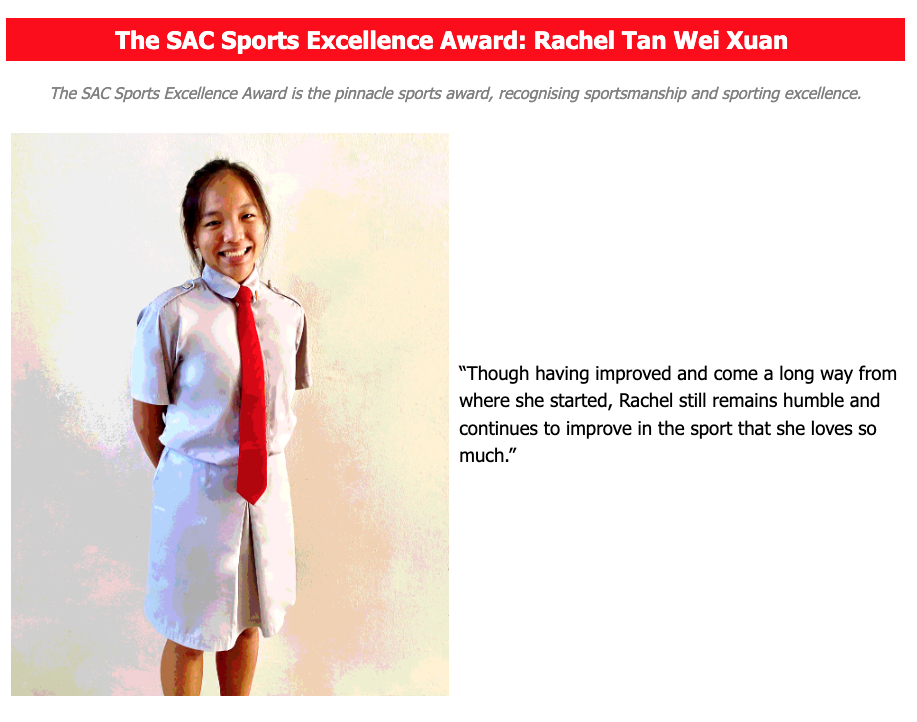 The SAC Sports Excellence Award: Rachel Tan Wei Xuan
The SAC Sports Excellence Award is the pinnacle sports award, recognising sportsmanship and sporting excellence.
“Though having improved and come a long way from
where she started, Rachel still remains humble and
continues to improve in the sport that she loves so
much.”